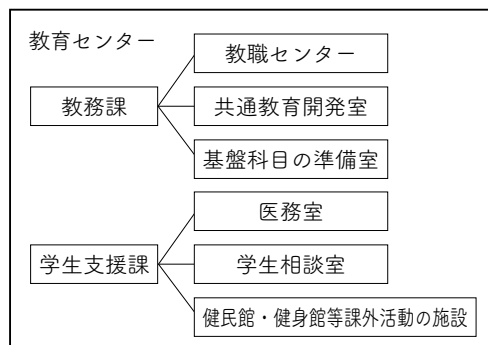 教育センター
教務課
教職センター
共通教育開発室
基盤科目の準備室
学生支援課
医務室
学生相談室
健民館・健身館等課外活動の施設